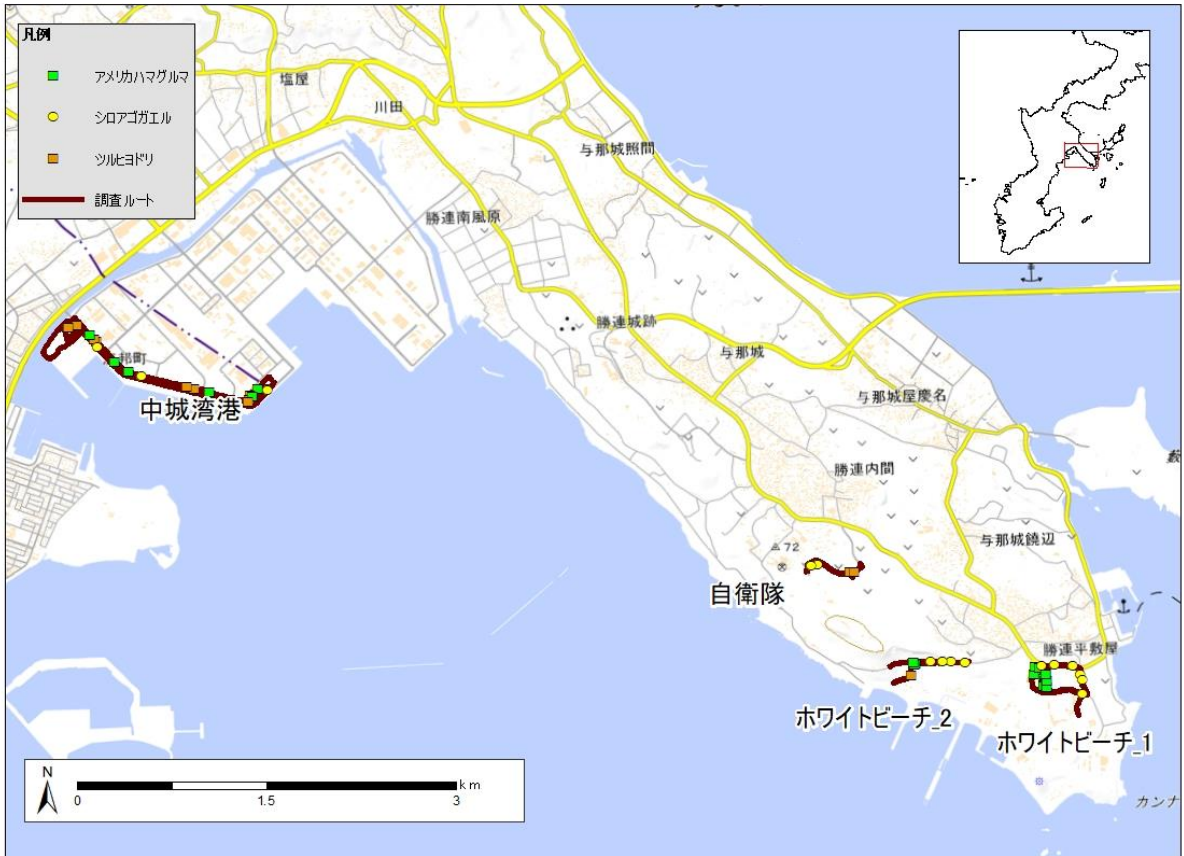 凡例
アメリカハマグルマ
シロアゴガエル
ツルヒヨドリ
調査ルート
塩屋
川田
与那城照間
勝連南風原
勝連城跡
与那城
与那城屋慶名
勝連内間
与那城饒辺
72
自衛隊
邦町
中城湾港
勝連平敷屋
ホワイトビーチ_2
ホワイトビーチ_1
カンナ
N
km
0
1.5
3